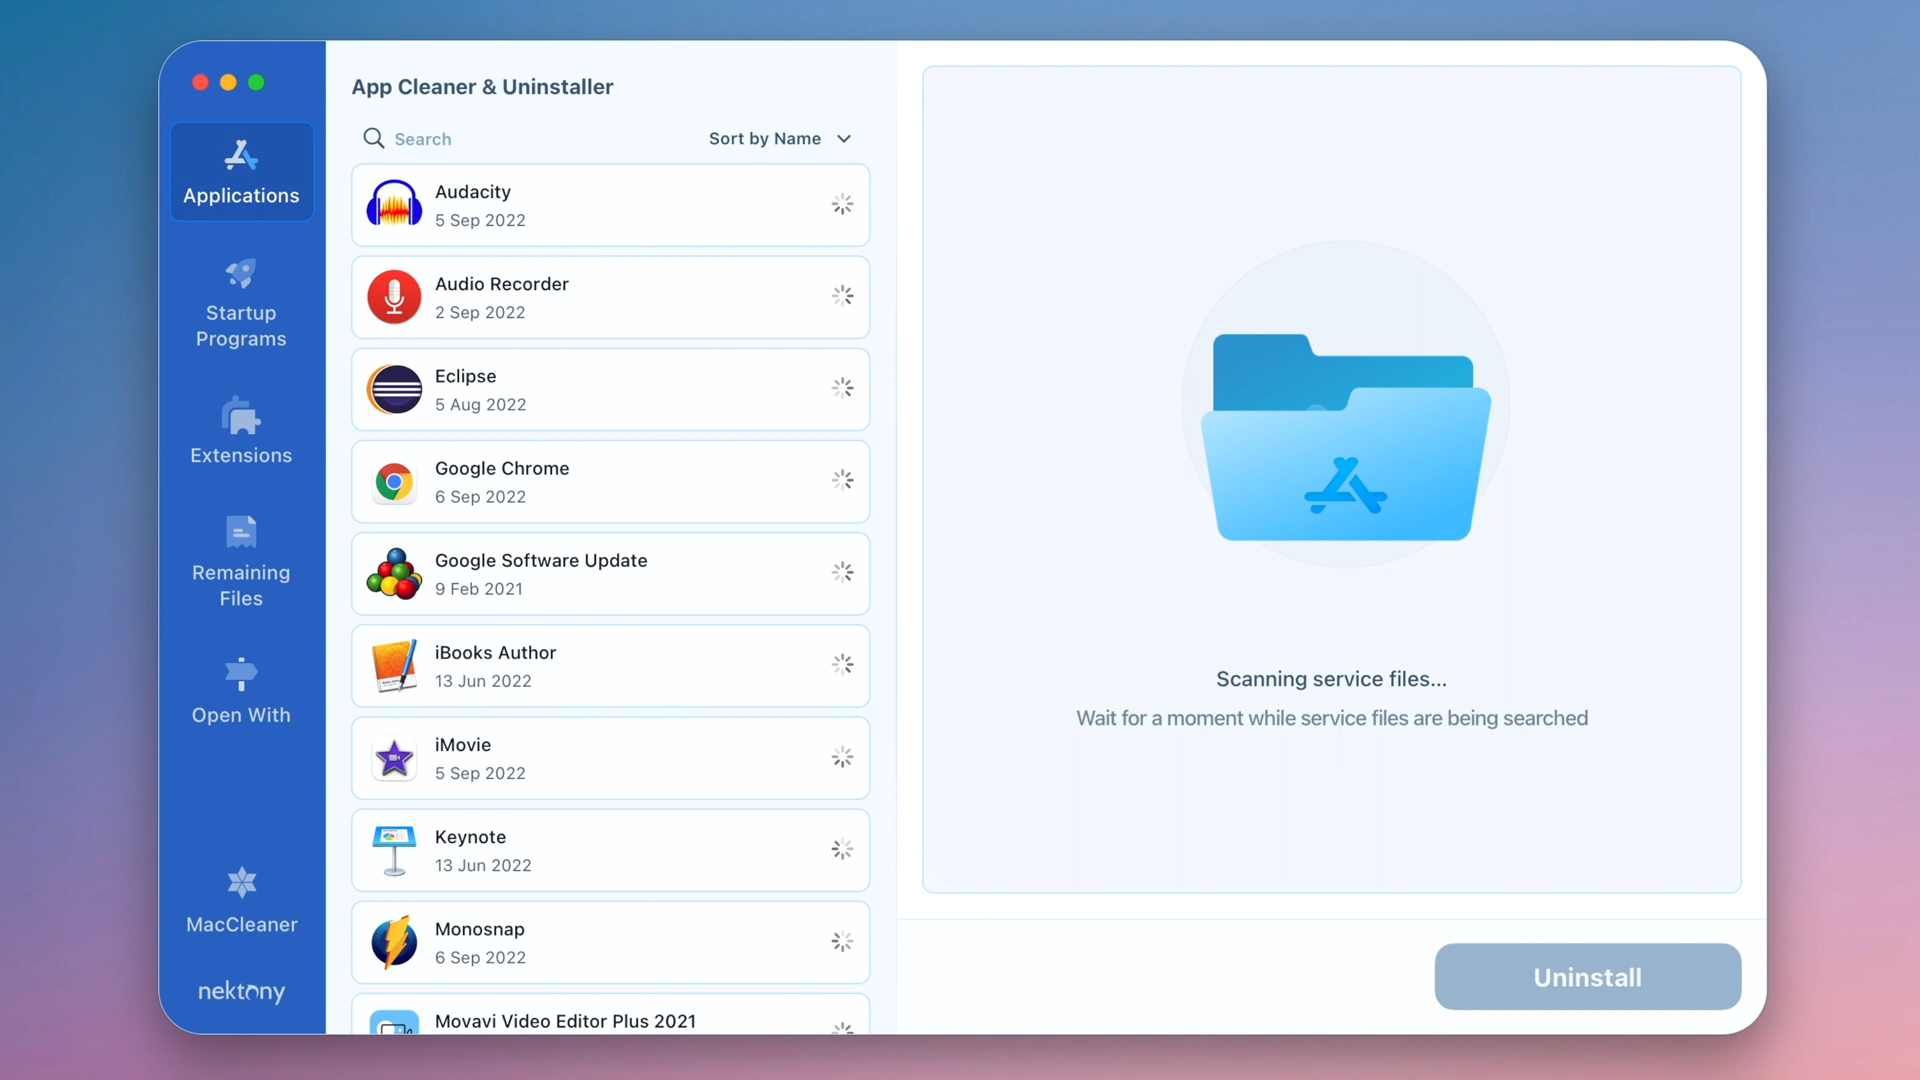 Applications
Startup
Programs
Extensions
Remaining
Files
Open With
MacCleaner
nektony
App Cleaner & Uninstaller
Search
Sort by Name
Audacity
5 Sep 2022
Audio Recorder
2 Sep 2022
Eclipse
5 Aug 2022
Google Chrome
6 Sep 2022
Google Software Update
9 Feb 2021
iBooks Author
13 Jun 2022
iMovie
5 Sep 2022
Keynote
13 Jun 2022
Monosnap
6 Sep 2022
Movavi Video Editor Plus 2021
Scanning service files...
Wait for a moment while service files are being searched
Uninstall